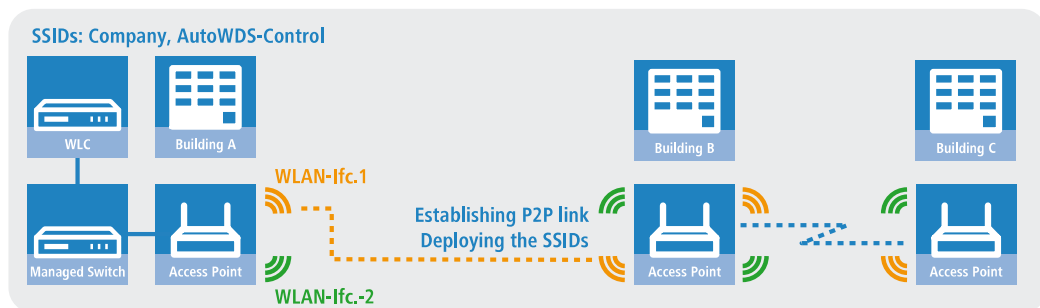 SSIDs: Company, AutoWDS-Control
WLC
Building A
Building B
Building C
WLAN-Ifc.1
Establishing P2P link
Deploying the SSIDs
Managed Switch
Access Point
Access Point
Access Point
WLAN-Ifc.-2